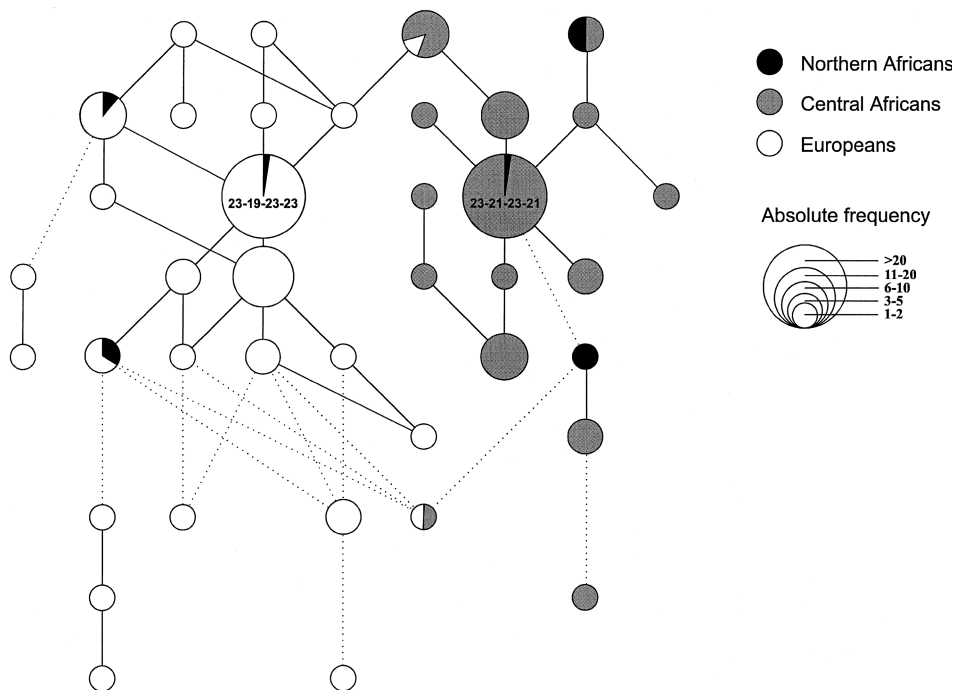 Northern Africans
Central Africans
Europeans
23-19-23-23
23-21-23-21
Absolute frequency
>20
11-20
6-10
3-5
1-2